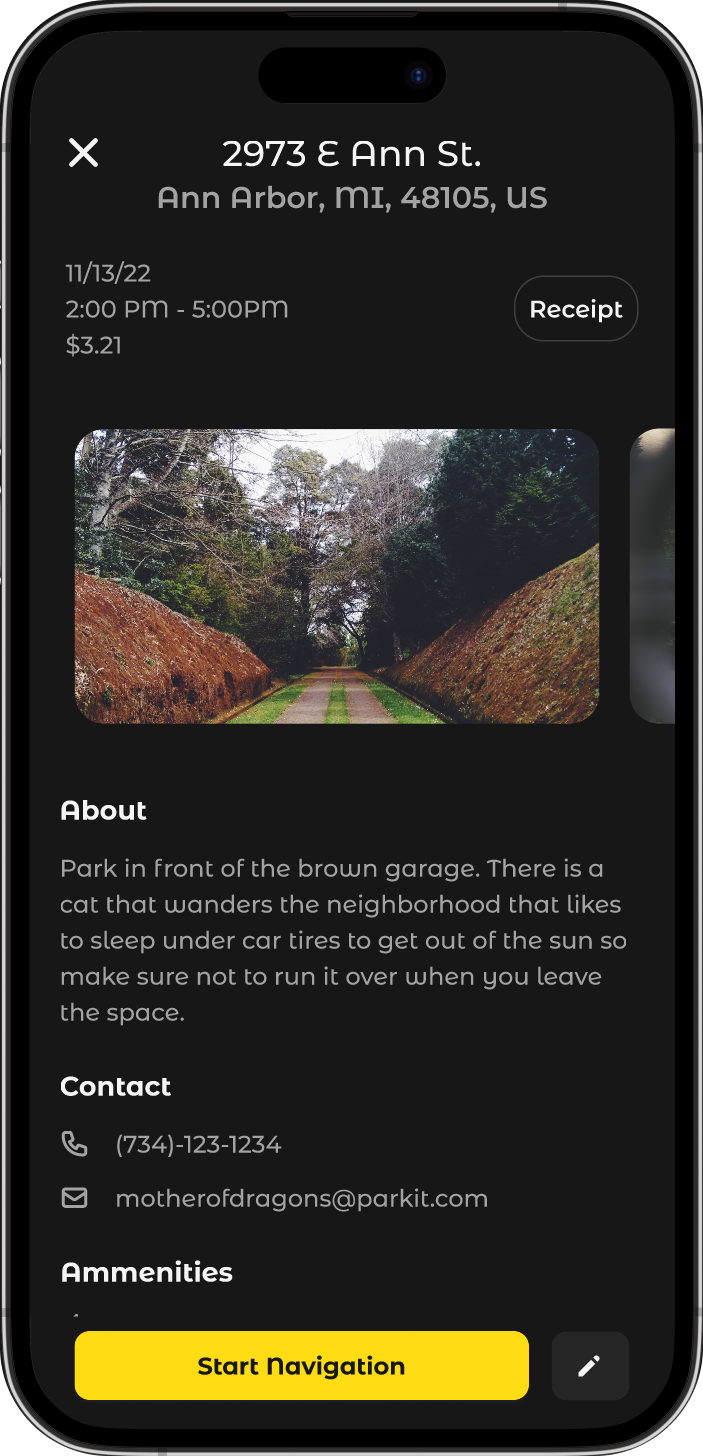 2973 E Ann St.
Ann Arbor, MI, 48105, US
11/13/22
2:00 PM - 5:00PM
$3.21
Receipt
About
Park in front of the brown garage. There is a
cat that wanders the neighborhood that likes
to sleep under car tires to get out of the sun so
make sure not to run it over when you leave
the space.
Contact
(734)-123-1234
motherofdragons@parkit.com
Ammenities
Start Navigation